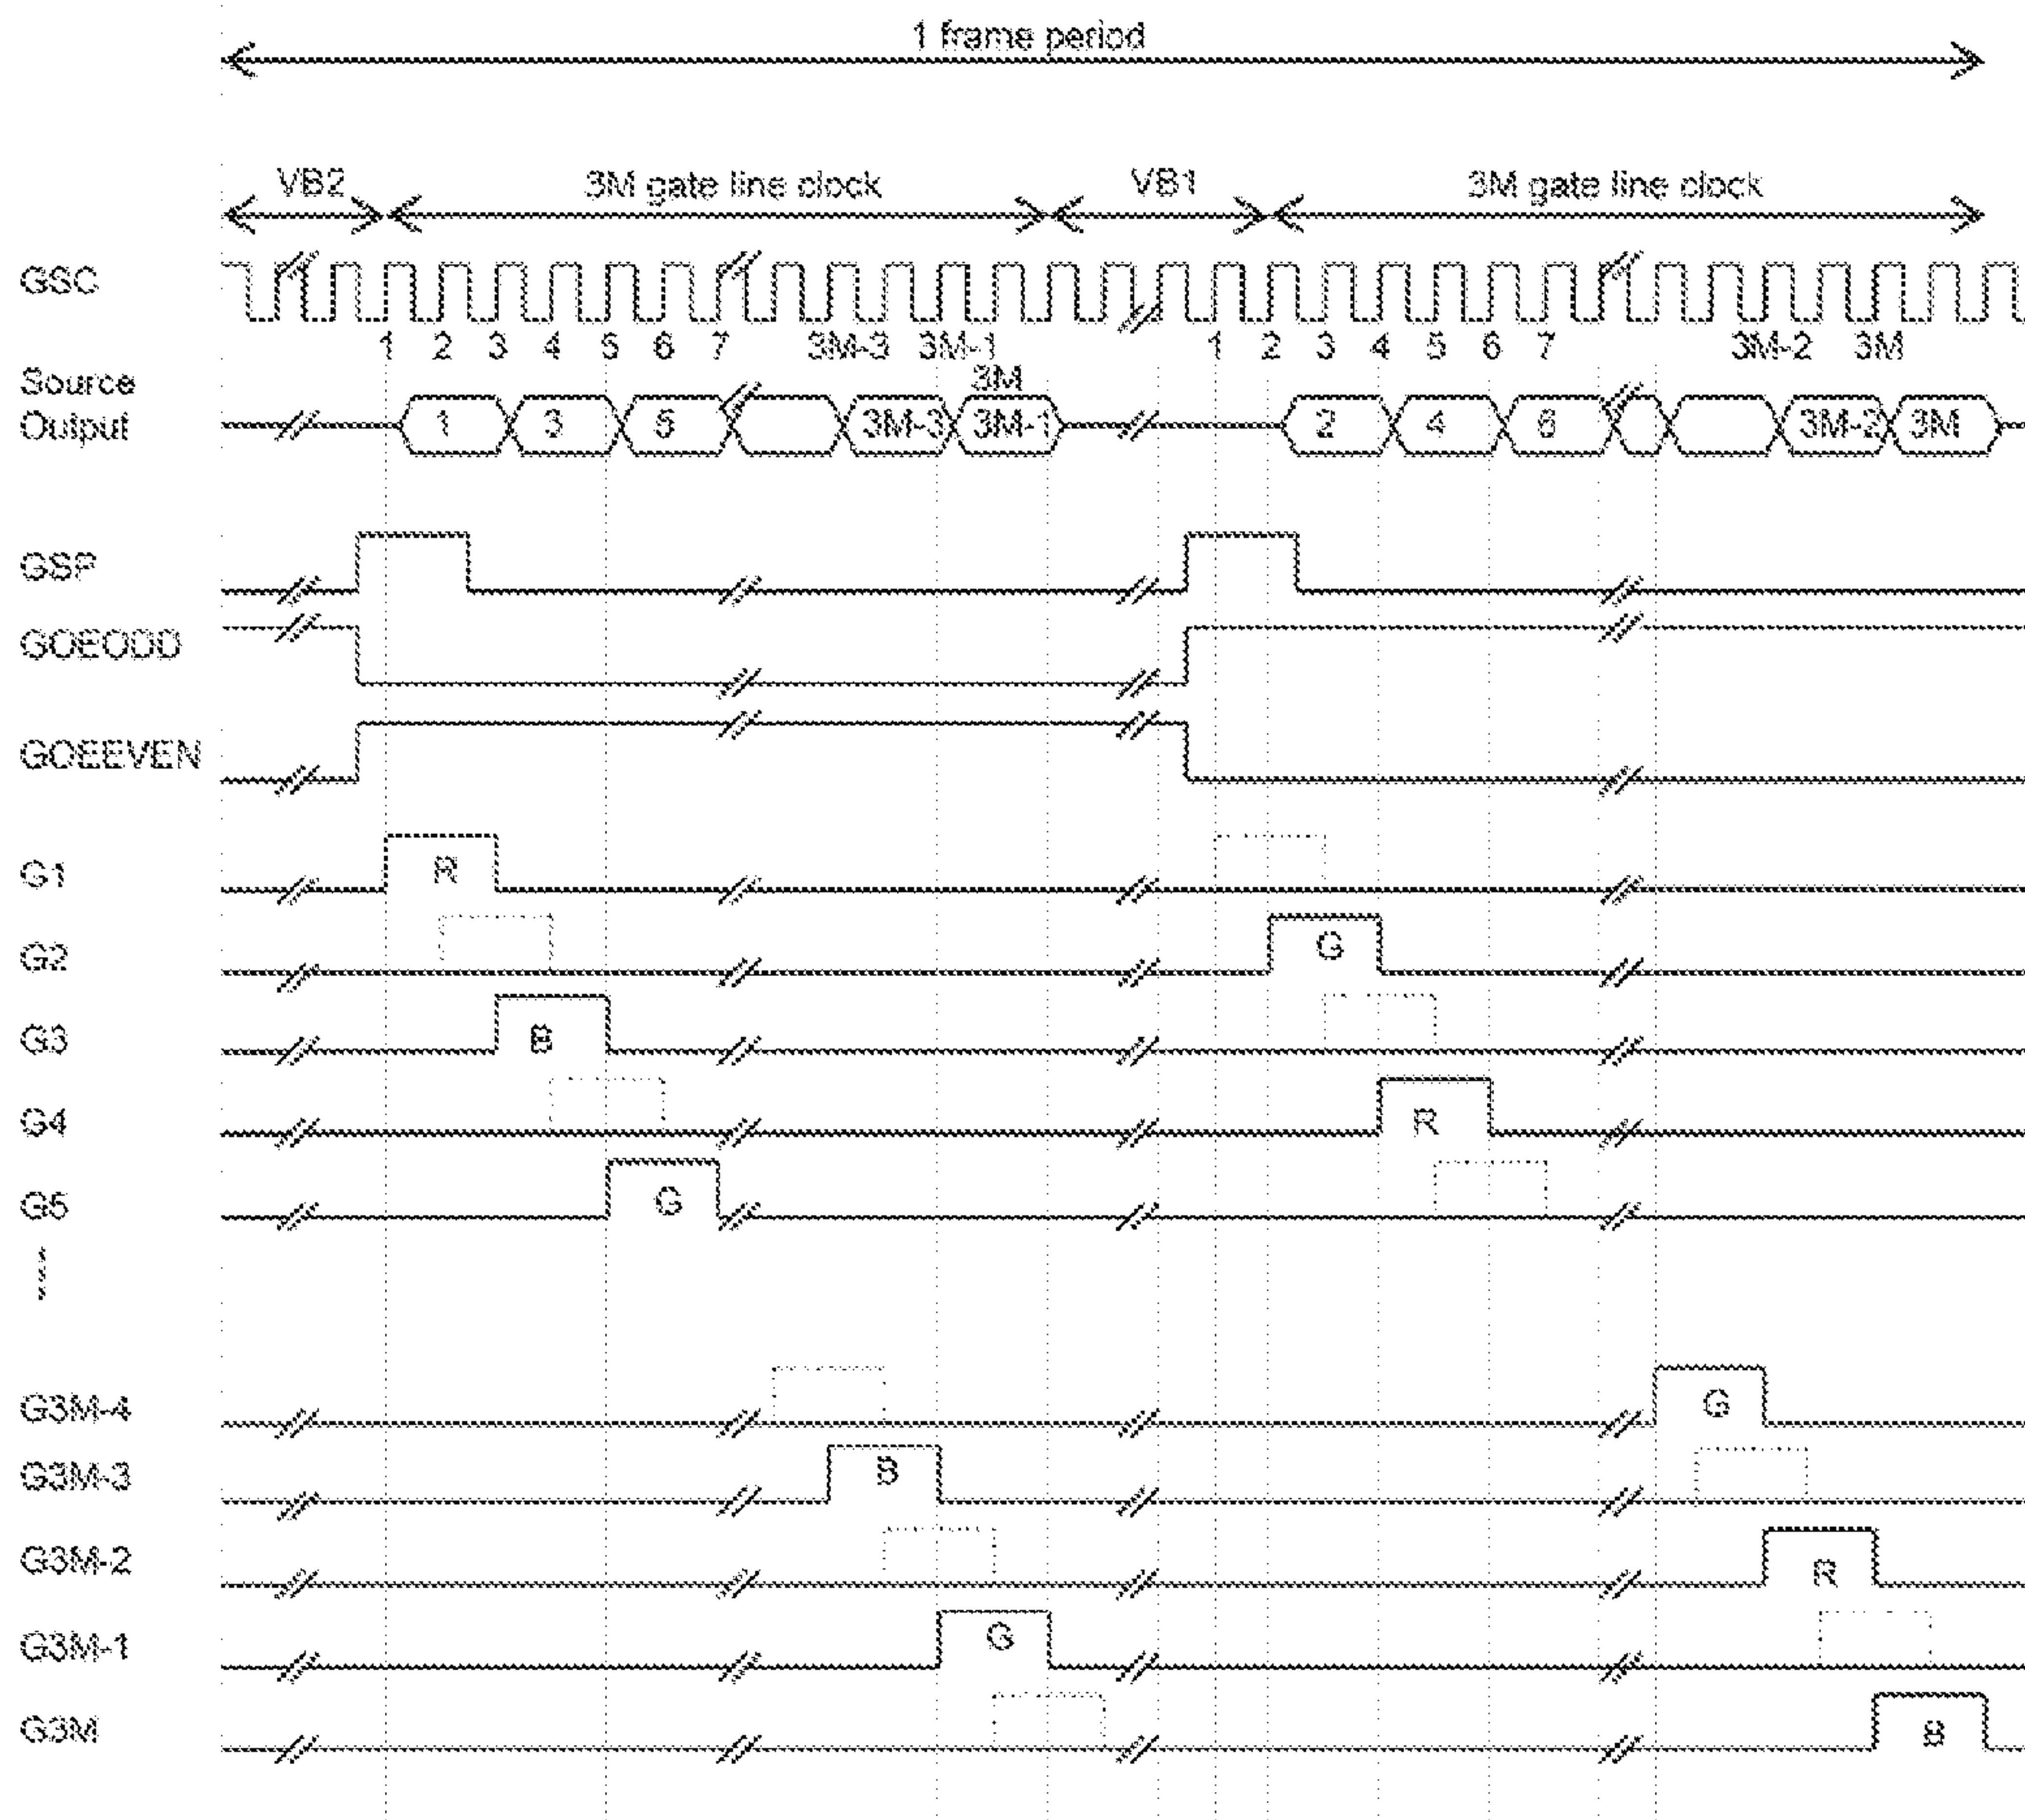 1 frame period
VB2 3M gate line clock VB1 3M gate line clock
GSC
1 2 3 4 5 6 7 3M-3 3M-1 1 2 3 4 5 6 7 3M-2 3M
3M
Source
Output
1 3 5 3M-3 3M-1 2 4 6 3M-2 3M
GSP
GOEODD
GOEEVEN
G1 R
G2 G
G3 B
G4 R
G5 G
G3M-4 G
G3M-3 B
G3M-2 R
G3M-1 G
G3M B